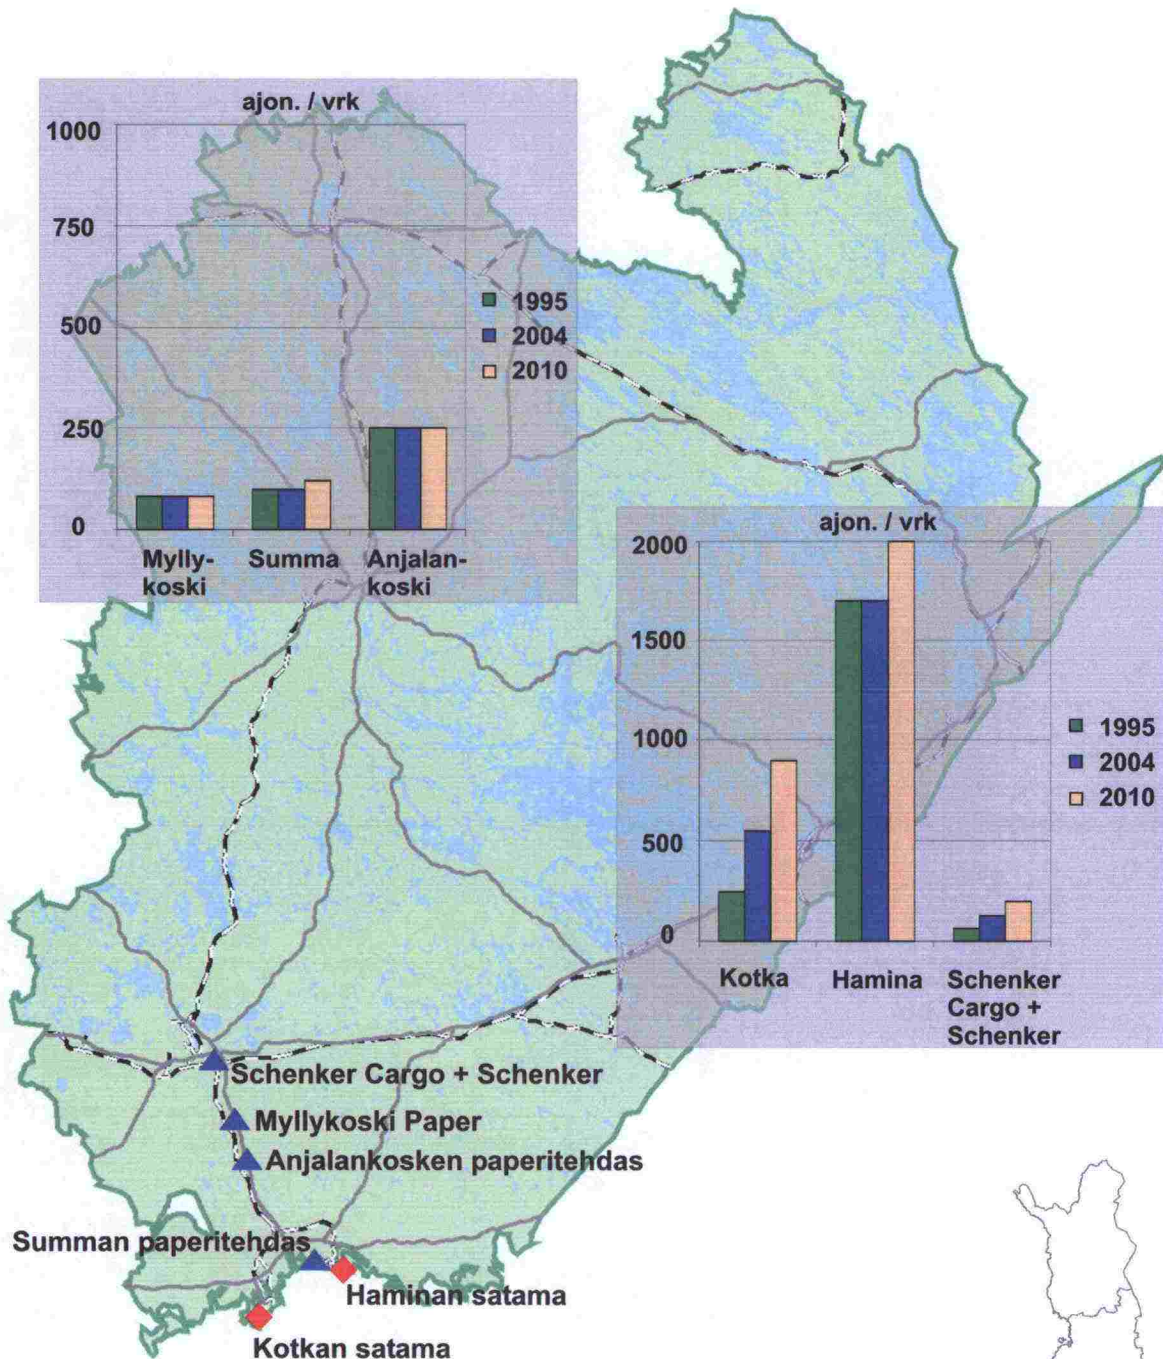 ajon. / vrk
1000
750
500
250
0
1995
2004
2010
Mylly-
koski
Summa
Anjalan-
koski
ajon. / vrk
2000
1500
1000
500
0
1995
2004
2010
Kotka
Hamina
Schenker
Cargo +
Schenker
Schenker Cargo + Schenker
Myllykoski Paper
Anjalankosken paperitehdas
Summan paperitehdas
Haminan satama
Kotkan satama